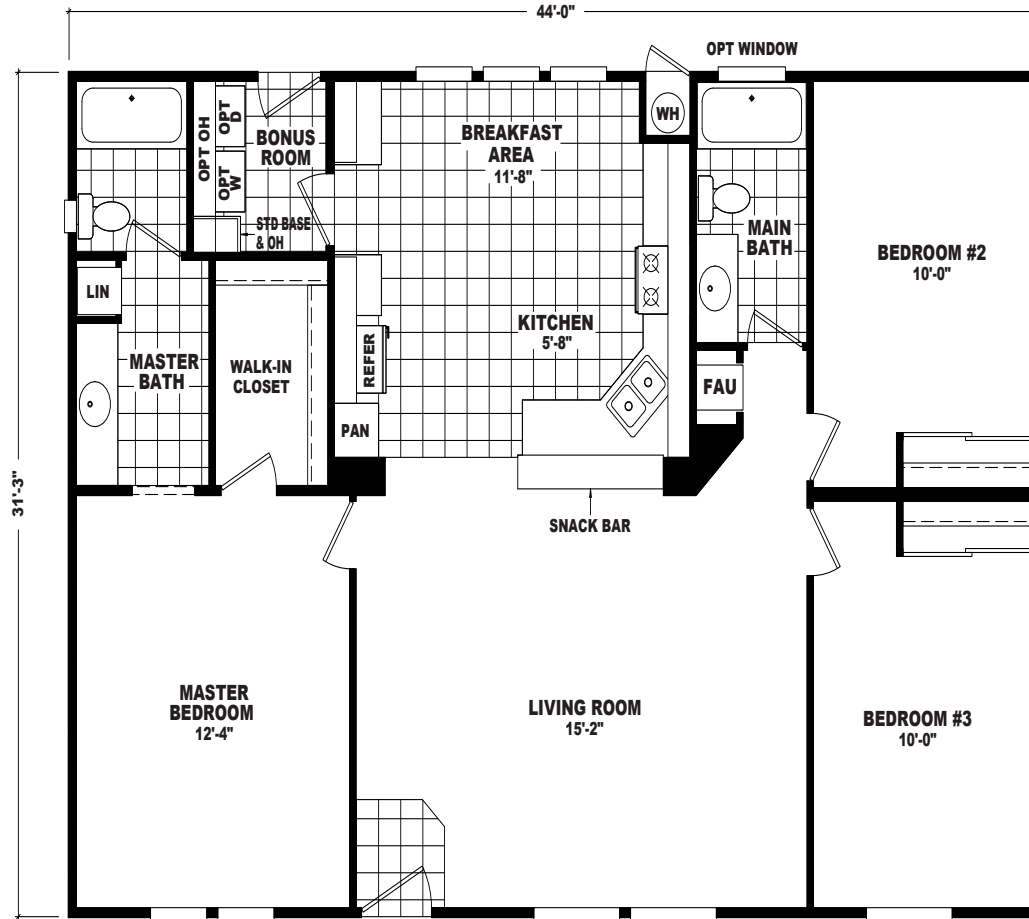 44'-0"
OPT WINDOW
OPT OH
OPT
D
OPT
W
BONUS
ROOM
STD BASE
& OH
BREAKFAST
AREA
11'-8"
WH
MAIN
BATH
BEDROOM #2
10'-0"
LIN
MASTER
BATH
WALK-IN
CLOSET
KITCHEN
5'-8"
REFER
PAN
FAU
31'-3"
SNACK BAR
MASTER
BEDROOM
12'-4"
LIVING ROOM
15'-2"
BEDROOM #3
10'-0"